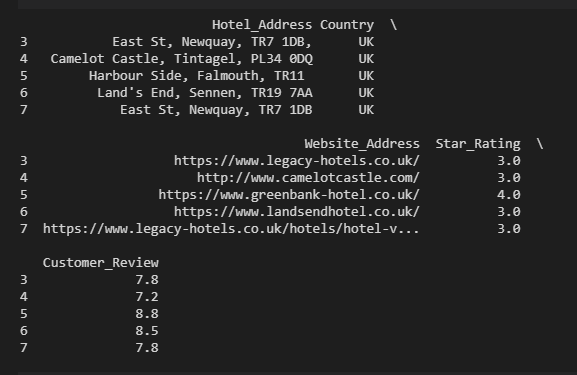 Hotel_Address Country \
3 East St, Newquay, TR7 1DB, UK
4 Camelot Castle, Tintagel, PL34 0DQ UK
5 Harbour Side, Falmouth, TR11 UK
6 Land's End, Sennen, TR19 7AA UK
7 East St, Newquay, TR7 1DB UK
Website_Address Star_Rating \
3 https://www.legacy-hotels.co.uk/ 3.0
4 http://www.camelotcastle.com/ 3.0
5 https://www.greenbank-hotel.co.uk/ 4.0
6 https://www.landsendhotel.co.uk/ 3.0
7 https://www.legacy-hotels.co.uk/hotels/hotel-v... 3.0
Customer_Review
3 7.8
4 7.2
5 8.8
6 8.5
7 7.8